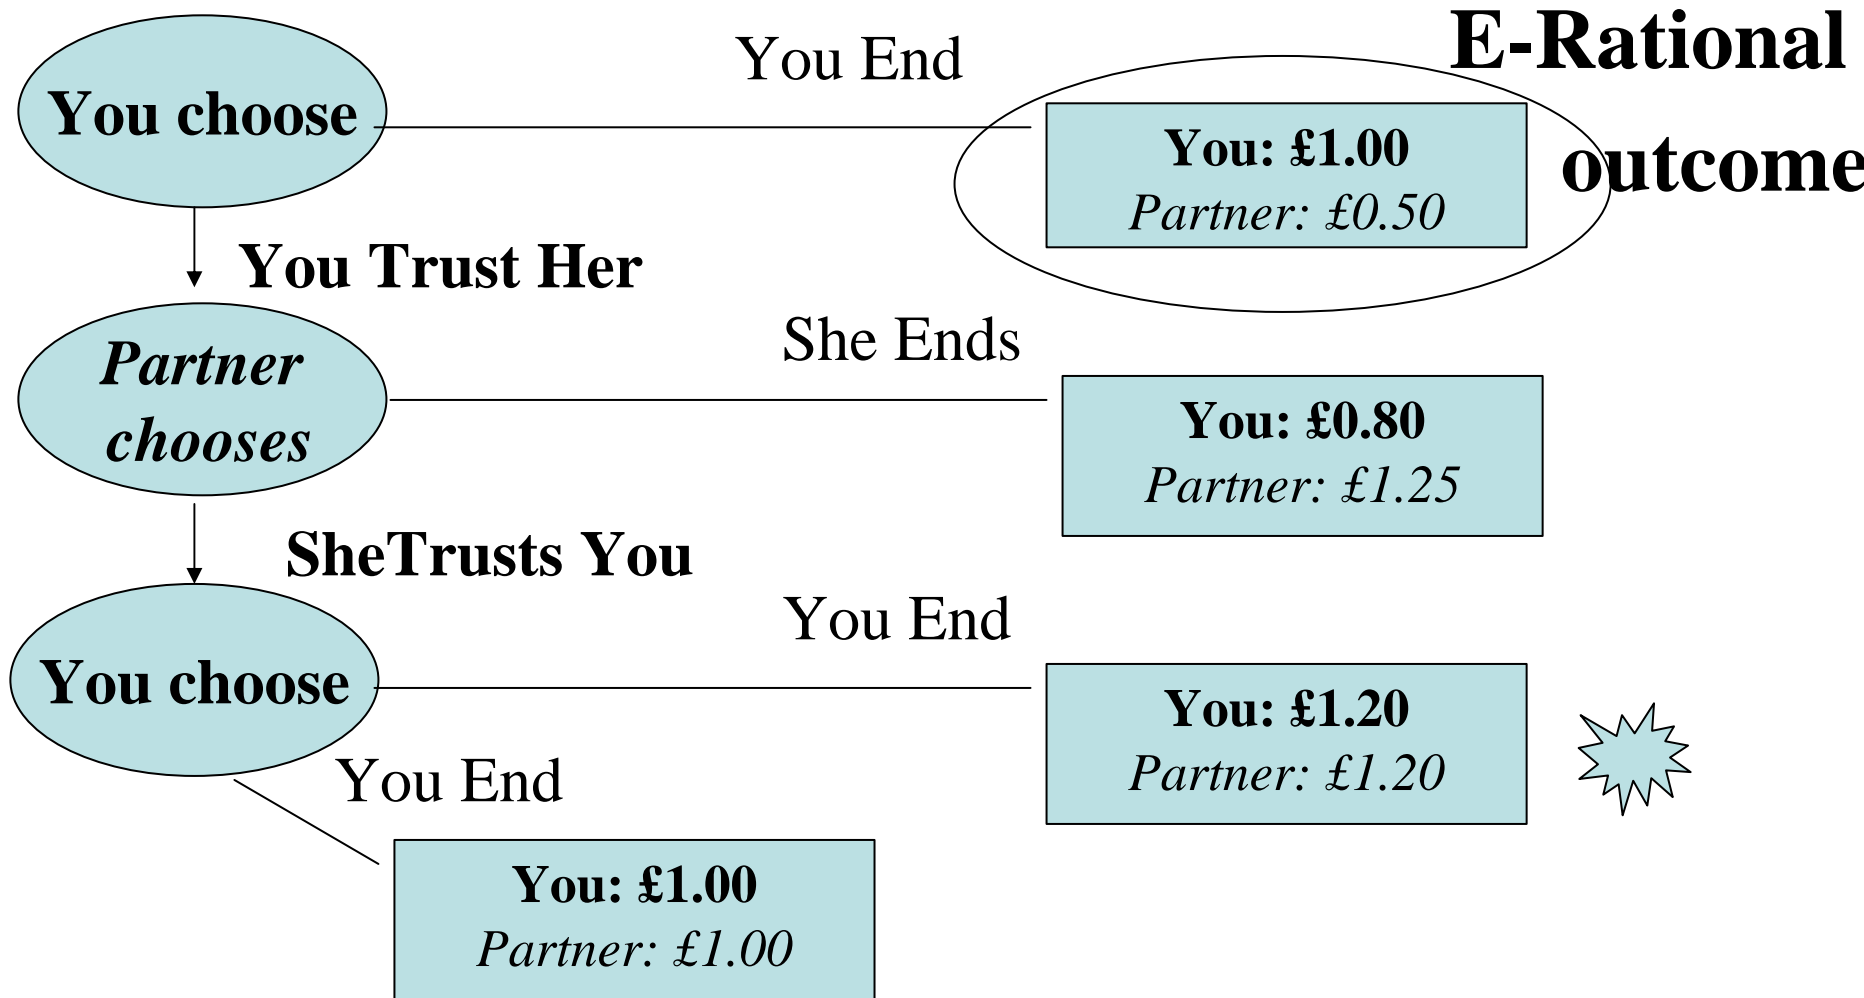 E-Rational
outcome
You choose
You End
You: £1.00
Partner: £0.50
You Trust Her
Partner
chooses
She Ends
You: £0.80
Partner: £1.25
SheTrusts You
You choose
You End
You: £1.20
Partner: £1.20
You End
You: £1.00
Partner: £1.00